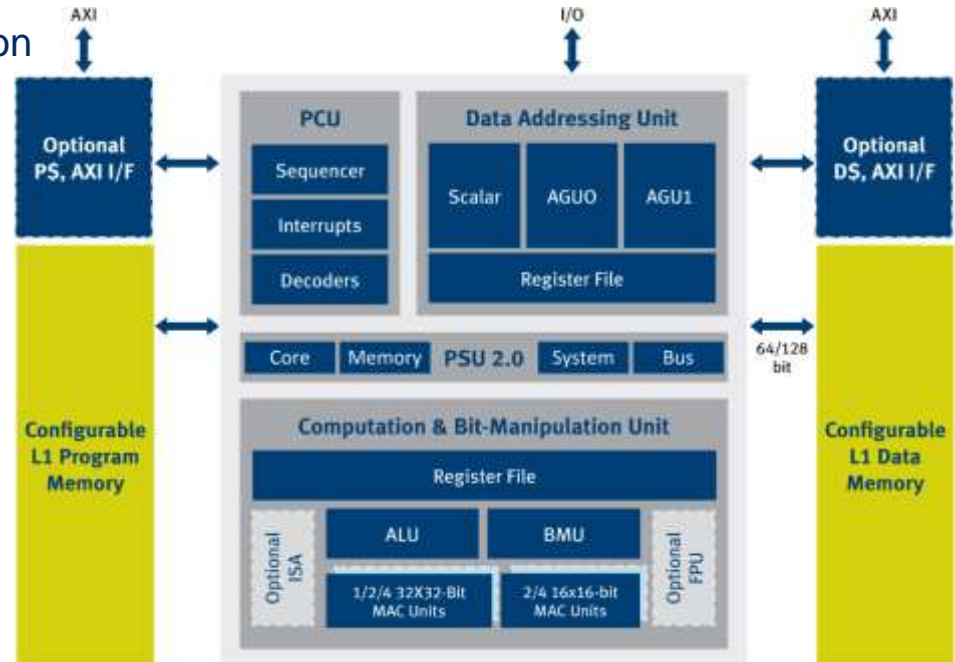 on
AXI
I/O
AXI
Optional
P$, AXI I/F
PCU
Sequencer
Interrupts
Decoders
Data Addressing Unit
Scalar
AGU0
AGU1
Register File
Optional
D$, AXI I/F
Core
Memory
PSU 2.0
System
Bus
64/128
bit
Configurable
L1 Program
Memory
Computation & Bit-Manipulation Unit
Register File
Optional
ISA
ALU
BMU
1/2/4 32X32-Bit
MAC Units
2/4 16x16-bit
MAC Units
Optional
FPU
Configurable
L1 Data
Memory